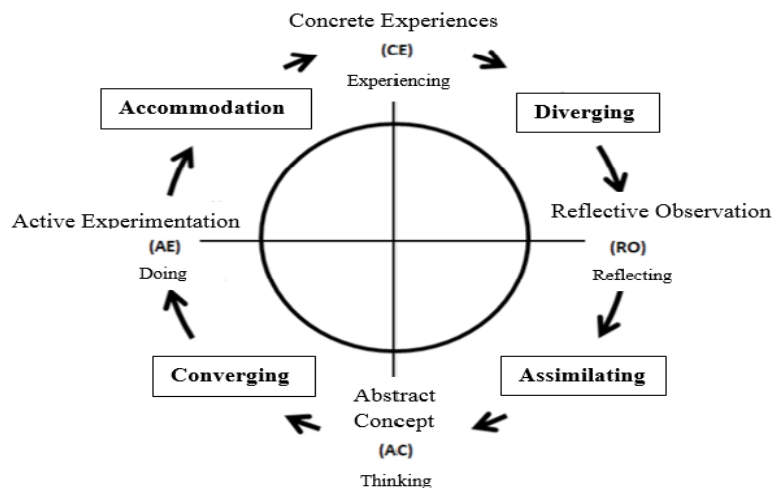 Concrete Experiences
(CE)
Experiencing
Accommodation
Diverging
Active Experimentation
(AE)
Doing
Reflective Observation
(RO)
Reflecting
Converging
Assimilating
Abstract
Concept
(AC)
Thinking